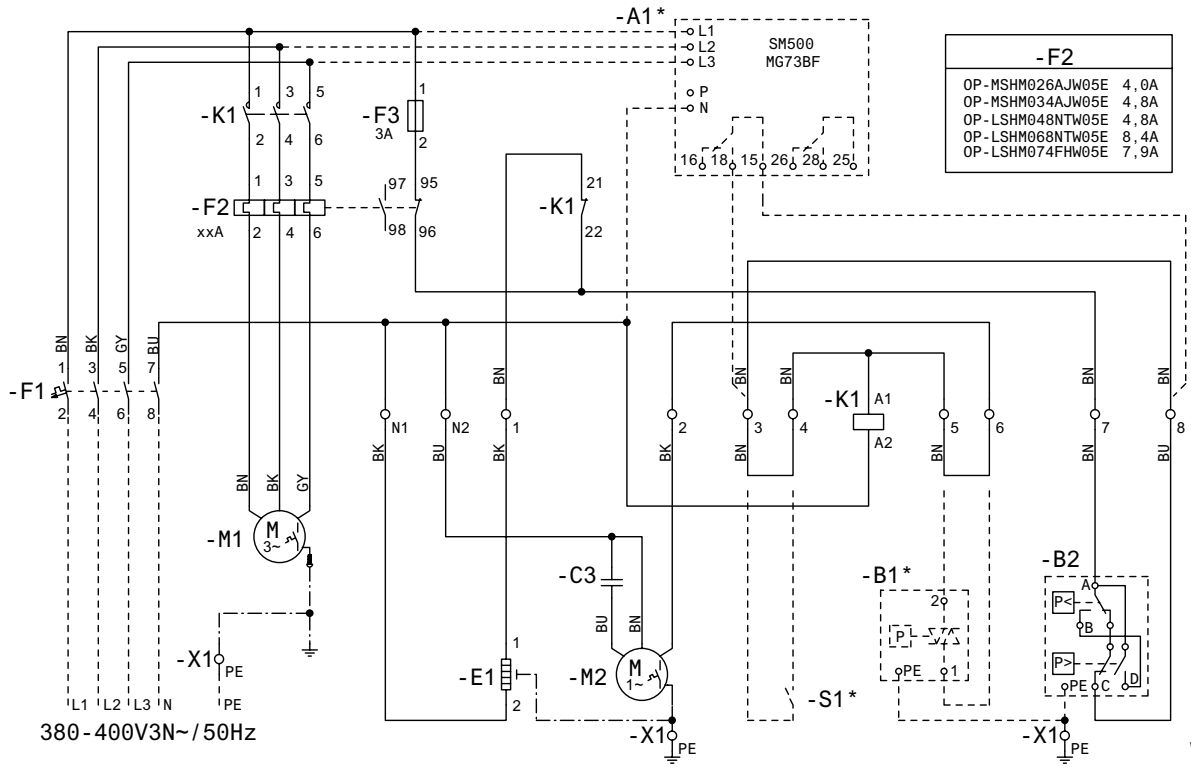 -A1*
L1
L2
L3
SM500
MG73BF
P
N
16 18 15 26 28 25
-F2
OP-MSHM026AJW05E 4,0A
OP-MSHM034AJW05E 4,8A
OP-LSHM048NTW05E 4,8A
OP-LSHM068NTW05E 8,4A
OP-LSHM074FHW05E 7,9A
1 3 5
-K1
2 4 6
1
-F3
3A
2
1 3 5
-F2
xxA
2 4 6
97 95
98 96
21
-K1
22
BN BK GY BU
1 3 5 7
-F1
2 4 6 8
BN BN BN BN BN
N1 N2 1 2 3 4
-K1
A1
A2
5 6 7 8
BK BU BK BK BN BN BN BN BU
BN BK GY
-M1
M
3~
-X1
PE
L1 L2 L3 N PE
380-400V3N~/50Hz
-C3
BU BN
1
-E1
2
-M2
M
1~
-X1
PE
-S1*
-B1*
2
P
PE 1
-B2
A
P<
B
P>
PE C D
-X1
PE